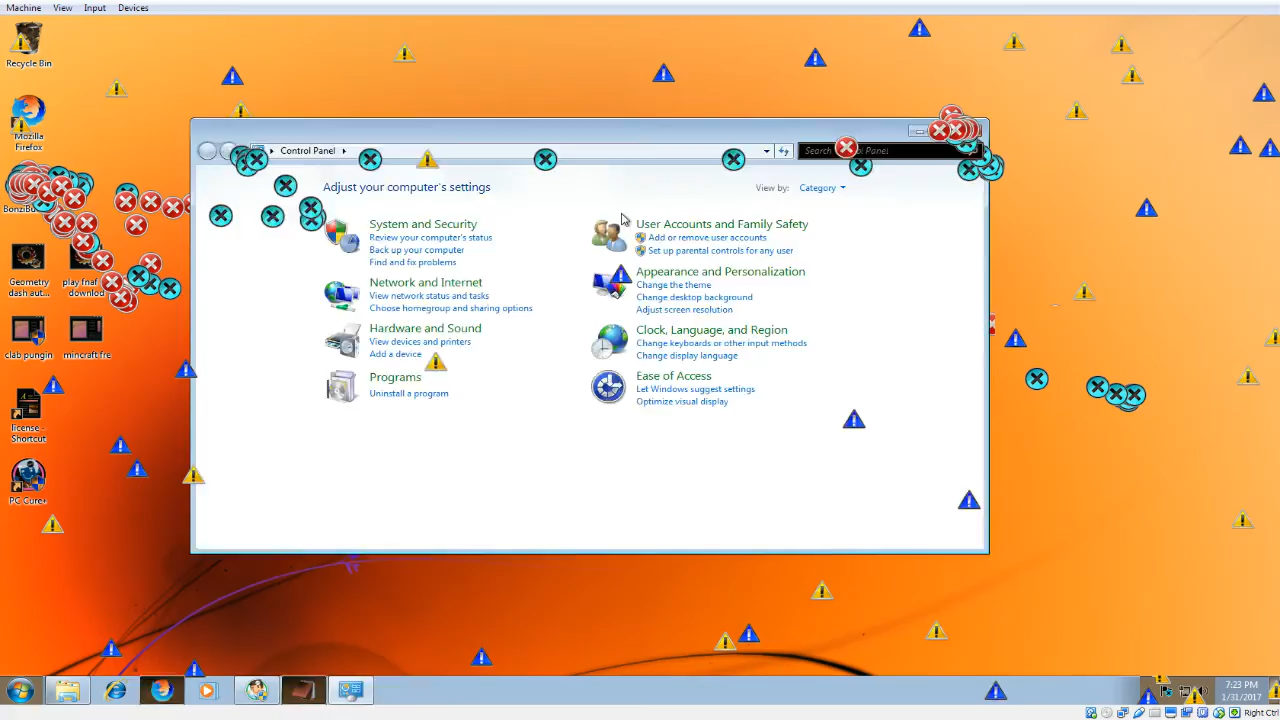 Machine View Input Devices
Recycle Bin
Mozilla
Firefox
Control Panel
Search
Panel
Adjust your computer's settings
View by: Category
System and Security
Review your computer's status
Back up your computer
Find and fix problems
Network and Internet
View network status and tasks
Choose homegroup and sharing options
Hardware and Sound
View devices and printers
Add a device
Programs
Uninstall a program
User Accounts and Family Safety
Add or remove user accounts
Set up parental controls for any user
Appearance and Personalization
Change the theme
Change desktop background
Adjust screen resolution
Clock, Language, and Region
Change keyboards or other input methods
Change display language
Ease of Access
Let Windows suggest settings
Optimize visual display
Geometry
dash aut...
play fnaf
downlod
clab pungin
mincraft fre
license -
Shortcut
PC Cure+
7:23 PM
1/31/2017
Right Ctrl